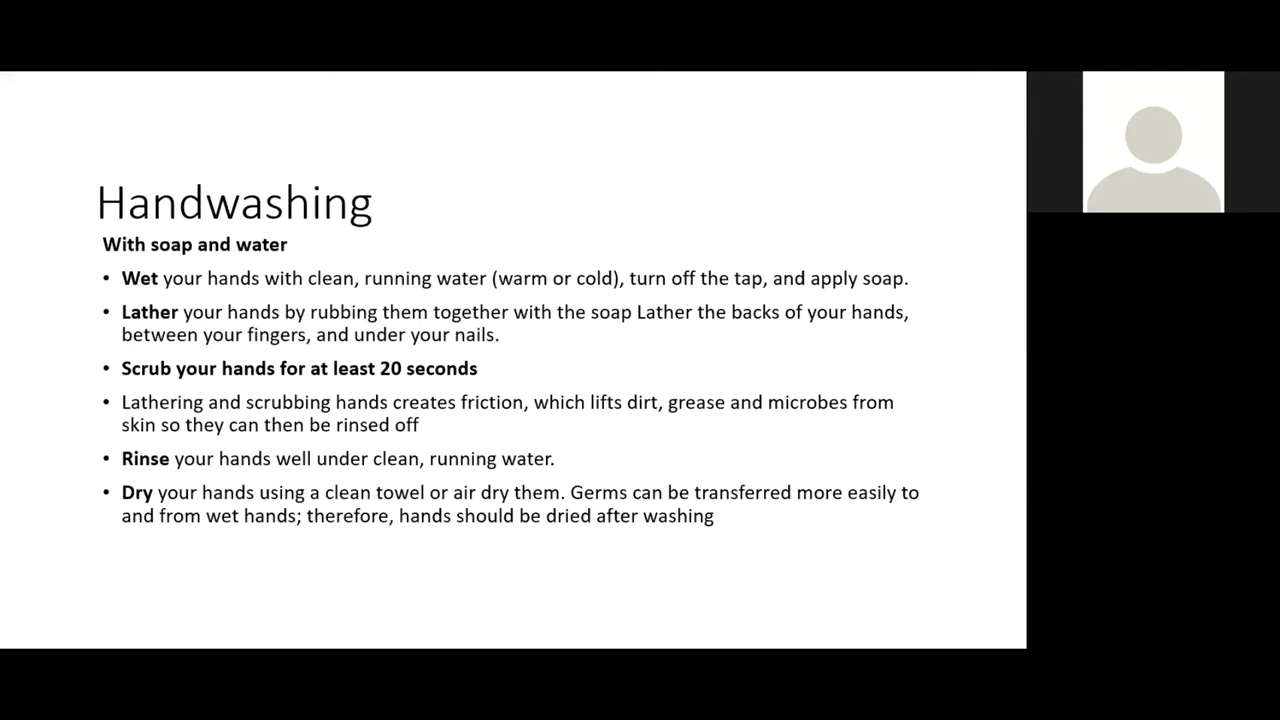 Handwashing
With soap and water
• Wet your hands with clean, running water (warm or cold), turn off the tap, and apply soap.
• Lather your hands by rubbing them together with the soap Lather the backs of your hands,
between your fingers, and under your nails.
• Scrub your hands for at least 20 seconds
• Lathering and scrubbing hands creates friction, which lifts dirt, grease and microbes from
skin so they can then be rinsed off
• Rinse your hands well under clean, running water.
• Dry your hands using a clean towel or air dry them. Germs can be transferred more easily to
and from wet hands; therefore, hands should be dried after washing